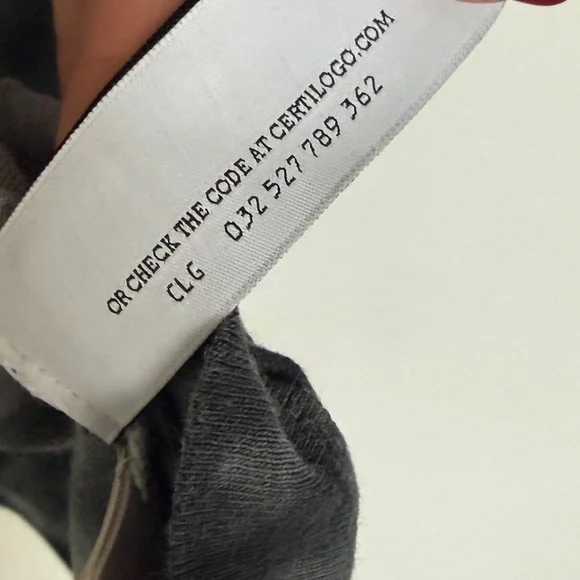 OR CHECK THE CODE AT CERTILOGO.COM
CLG 032 527 789 362